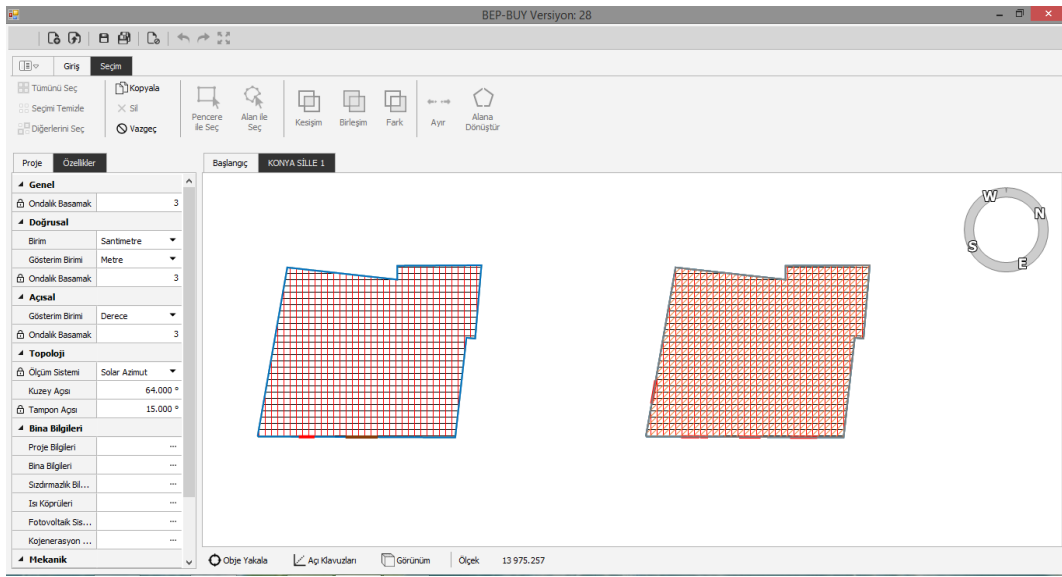 BEP-BUY Versiyon: 28
Giriş Seçim
Tümünü Seç
Seçimi Temizle
Diğerlerini Seç
Kopyala
Sil
Vazgeç
Pencere ile Seç
Alan ile Seç
Kesişim
Birleşim
Fark
Ayır
Alana Dönüştür
Proje Özellikler
Başlangıç KONYA SİLLE 1
Genel
Ondalık Basamak 3
Doğrusal
Birim Santimetre
Gösterim Birimi Metre
Ondalık Basamak 3
Açısal
Gösterim Birimi Derece
Ondalık Basamak 3
Topoloji
Ölçüm Sistemi Solar Azimut
Kuzey Açısı 64.000 °
Tampon Açısı 15.000 °
Bina Bilgileri
Proje Bilgileri ...
Bina Bilgileri ...
Sızdırmazlık Bil... ...
Isı Köprüleri ...
Fotovoltaik Sis... ...
Kojenerasyon ... ...
Mekanik
W
N
S
E
Obje Yakala Açı Klavuzları Görünüm Ölçek 13 975.257